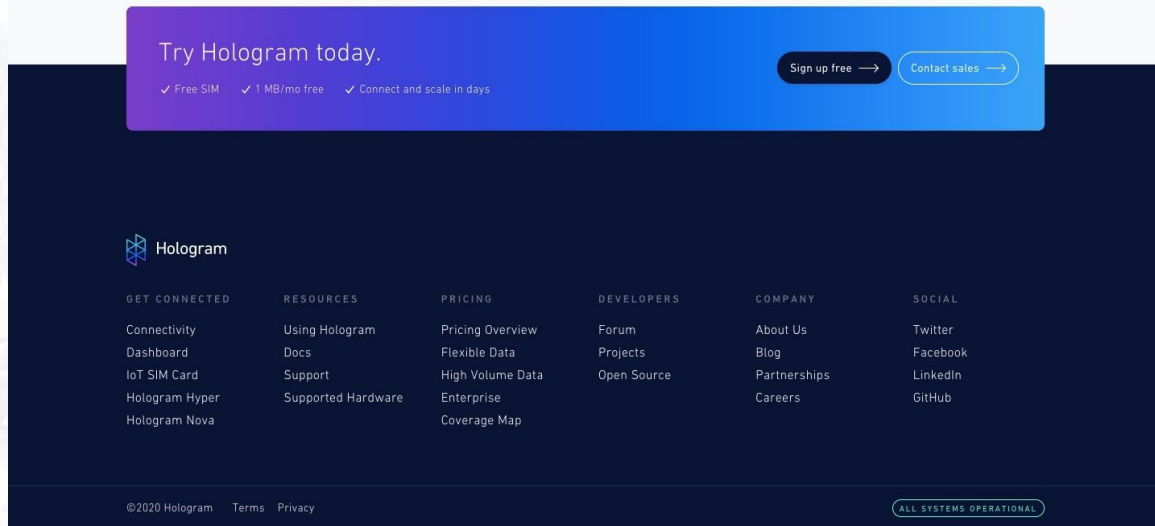 Try Hologram today.
✓ Free SIM ✓ 1 MB/mo free ✓ Connect and scale in days
Sign up free → Contact sales →
Hologram
GET CONNECTED
Connectivity
Dashboard
IoT SIM Card
Hologram Hyper
Hologram Nova
RESOURCES
Using Hologram
Docs
Support
Supported Hardware
PRICING
Pricing Overview
Flexible Data
High Volume Data
Enterprise
Coverage Map
DEVELOPERS
Forum
Projects
Open Source
COMPANY
About Us
Blog
Partnerships
Careers
SOCIAL
Twitter
Facebook
LinkedIn
GitHub
©2020 Hologram Terms Privacy
ALL SYSTEMS OPERATIONAL